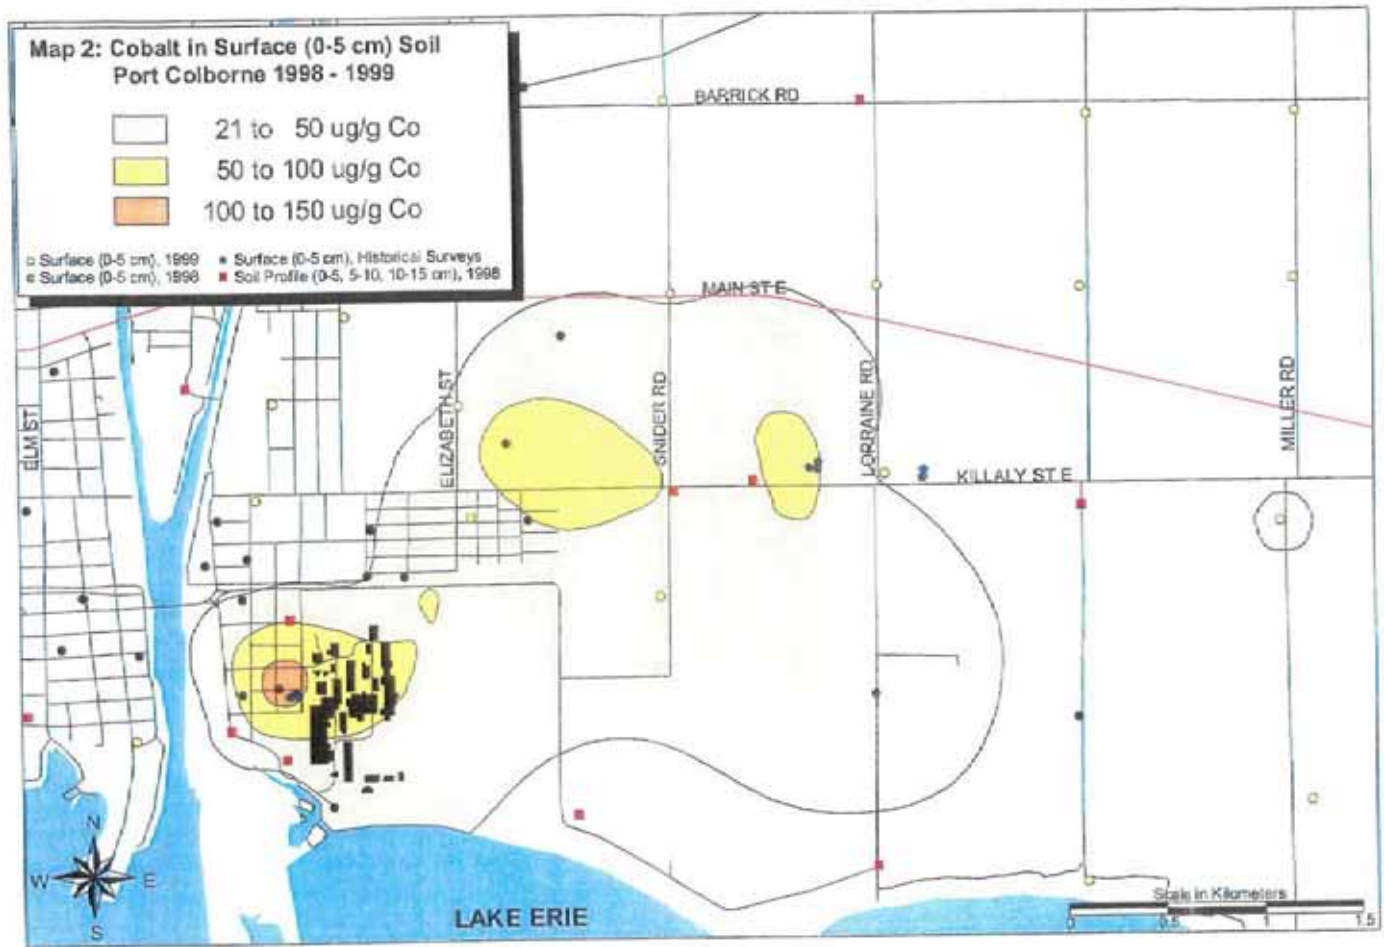 Map 2: Cobalt in Surface (0-5 cm) Soil
Port Colborne 1998 - 1999
21 to 50 ug/g Co
50 to 100 ug/g Co
100 to 150 ug/g Co
Surface (0-5 cm), 1999
Surface (0-5 cm), Historical Surveys
Surface (0-5 cm), 1998
Soil Profile (0-5, 5-10, 10-15 cm), 1998
BARRICK RD
MAIN ST E
ELM ST
ELIZABETH ST
SNIDER RD
LORRAINE RD
MILLER RD
KILLALY ST E
N
W
E
S
LAKE ERIE
Scale in Kilometers
0 0.5 1 1.5